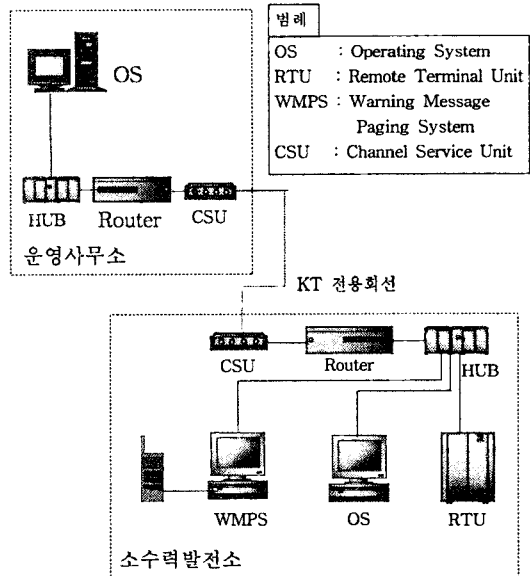 범례
OS : Operating System
RTU : Remote Terminal Unit
WMPS : Warning Message
Paging System
CSU : Channel Service Unit
OS
HUB Router CSU
운영사무소
KT 전용회선
CSU Router HUB
WMPS OS RTU
소수력발전소